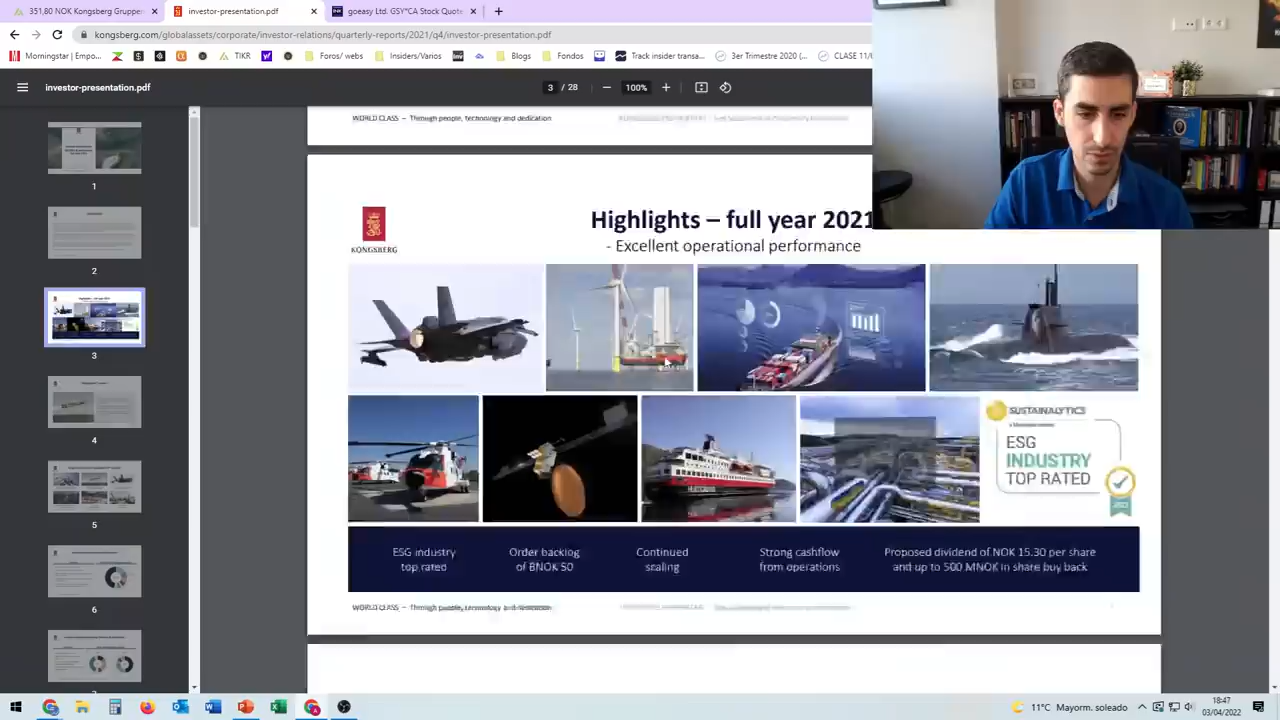 351,80 NOK Kongsberg Gruppe
investor-presentation.pdf
goeasy Ltd. GSY*CA Stock Quote
kongsberg.com/globalassets/corporate/investor-relations/quarterly-reports/2021/q4/investor-presentation.pdf
Morningstar | Empo...
TIKR
Foros/ webs
Insiders/Varios
Blogs
Fondos
Track insider transa...
3er Trimestre 2020 (...
CLASE 11/
investor-presentation.pdf
3 / 28
100%
1
2
3
4
5
6
WORLD CLASS – Through people, technology and dedication
KONGSBERG
Highlights – full year 2021
- Excellent operational performance
SUSTAINALYTICS
ESG
INDUSTRY
TOP RATED
ESG industry
top rated
Order backlog
of BNOK 50
Continued
scaling
Strong cashflow
from operations
Proposed dividend of NOK 15.30 per share
and up to 500 MNOK in share buy back
WORLD CLASS – Through people, technology and dedication
11°C Mayorm. soleado
18:47
03/04/2022